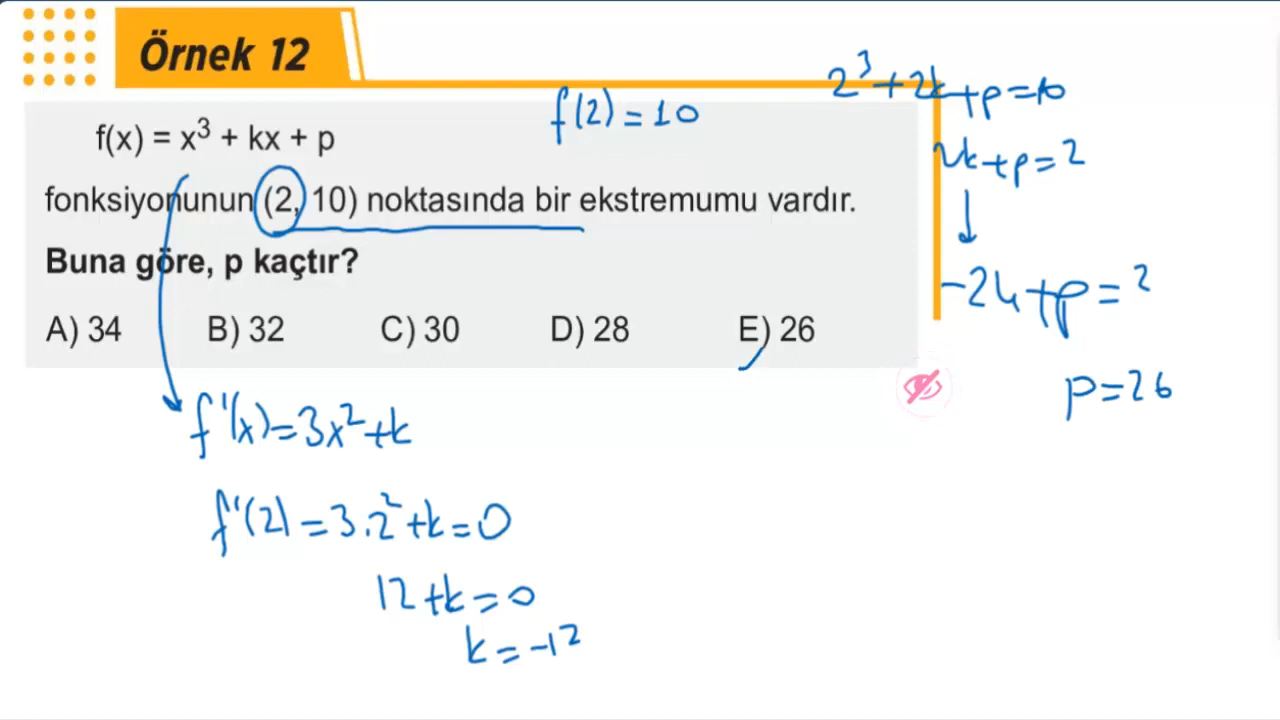 Örnek 12
f(x) = x³ + kx + p
fonksiyonunun (2, 10) noktasında bir ekstremumu vardır.
Buna göre, p kaçtır?
A) 34 B) 32 C) 30 D) 28 E) 26
f(2) = 10
2³ + 2k + p = 10
2k + p = 2
-24 + p = 2
p = 26
f'(x) = 3x² + k
f'(2) = 3.2² + k = 0
12 + k = 0
k = -12